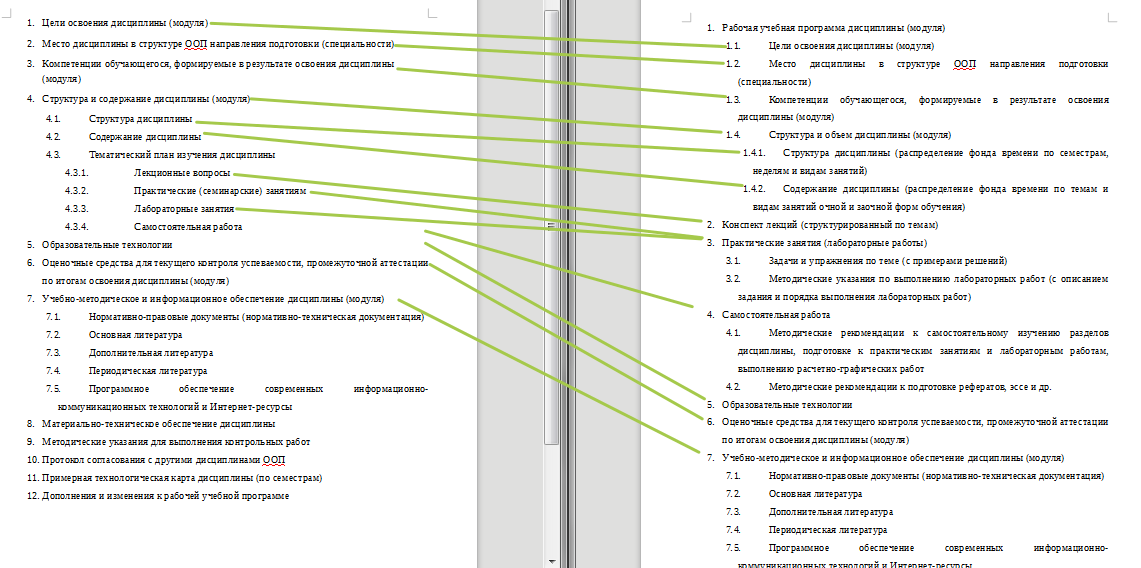 1. Цели освоения дисциплины (модуля)
2. Место дисциплины в структуре ООП направления подготовки (специальности)
3. Компетенции обучающегося, формируемые в результате освоения дисциплины
(модуля)
4. Структура и содержание дисциплины (модуля)
4.1. Структура дисциплины
4.2. Содержание дисциплины
4.3. Тематический план изучения дисциплины
4.3.1. Лекционные вопросы
4.3.2. Практические (семинарские) занятиям
4.3.3. Лабораторные занятия
4.3.4. Самостоятельная работа
5. Образовательные технологии
6. Оценочные средства для текущего контроля успеваемости, промежуточной аттестации
по итогам освоения дисциплины (модуля)
7. Учебно-методическое и информационное обеспечение дисциплины (модуля)
7.1. Нормативно-правовые документы (нормативно-техническая документация)
7.2. Основная литература
7.3. Дополнительная литература
7.4. Периодическая литература
7.5. Программное обеспечение современных информационно-
коммуникационных технологий и Интернет-ресурсы
8. Материально-техническое обеспечение дисциплины
9. Методические указания для выполнения контрольных работ
10. Протокол согласования с другими дисциплинами ООП
11. Примерная технологическая карта дисциплины (по семестрам)
12. Дополнения и изменения к рабочей учебной программе
1. Рабочая учебная программа дисциплины (модуля)
1.1. Цели освоения дисциплины (модуля)
1.2. Место дисциплины в структуре ООП направления подготовки
(специальности)
1.3. Компетенции обучающегося, формируемые в результате освоения
дисциплины (модуля)
1.4. Структура и объем дисциплины (модуля)
1.4.1. Структура дисциплины (распределение фонда времени по семестрам,
неделям и видам занятий)
1.4.2. Содержание дисциплины (распределение фонда времени по темам и
видам занятий очной и заочной форм обучения)
2. Конспект лекций (структурированный по темам)
3. Практические занятия (лабораторные работы)
3.1. Задачи и упражнения по теме (с примерами решений)
3.2. Методические указания по выполнению лабораторных работ (с описанием
задания и порядка выполнения лабораторных работ)
4. Самостоятельная работа
4.1. Методические рекомендации к самостоятельному изучению разделов
дисциплины, подготовке к практическим занятиям и лабораторным работам,
выполнению расчетно-графических работ
4.2. Методические рекомендации к подготовке рефератов, эссе и др.
5. Образовательные технологии
6. Оценочные средства для текущего контроля успеваемости, промежуточной аттестации
по итогам освоения дисциплины (модуля)
7. Учебно-методическое и информационное обеспечение дисциплины (модуля)
7.1. Нормативно-правовые документы (нормативно-техническая документация)
7.2. Основная литература
7.3. Дополнительная литература
7.4. Периодическая литература
7.5. Программное обеспечение современных информационно-
коммуникационных технологий и Интернет-ресурсы